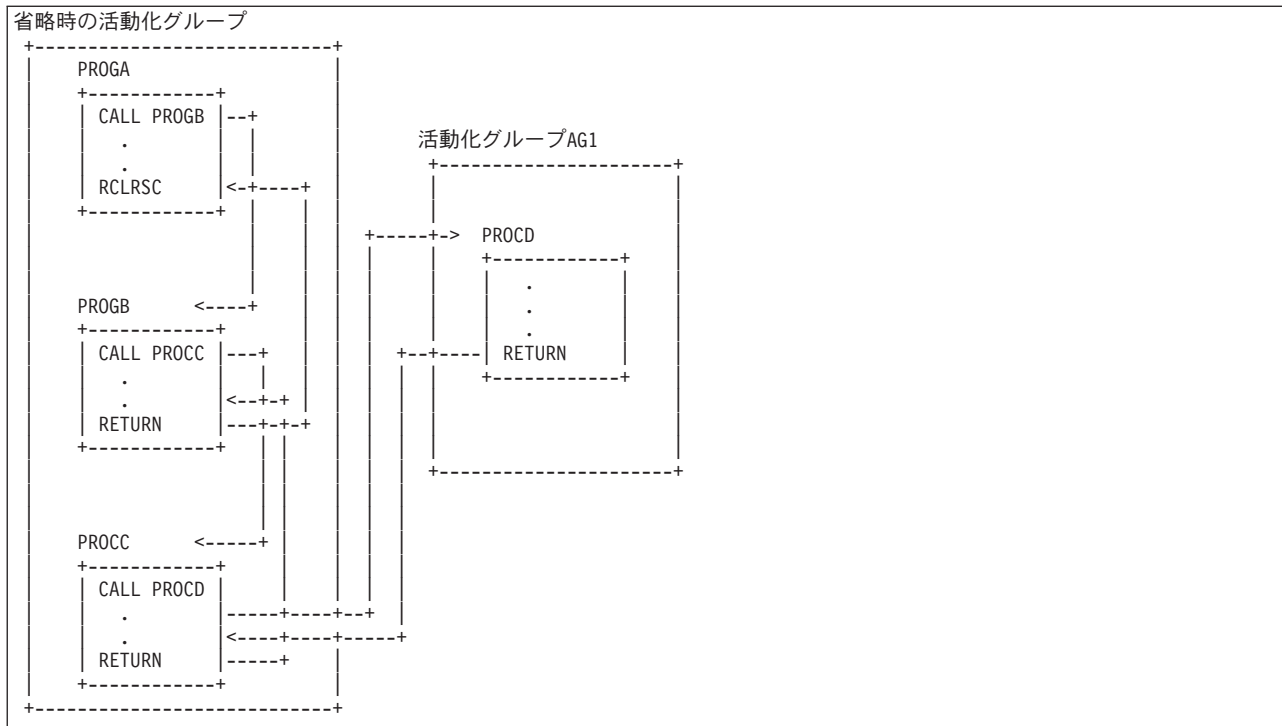 省略時の活動化グループ
PROGA
CALL PROGB
.
.
RCLRSC
活動化グループAG1
PROCD
.
.
.
RETURN
PROGB
CALL PROCC
.
.
RETURN
PROCC
CALL PROCD
.
.
RETURN